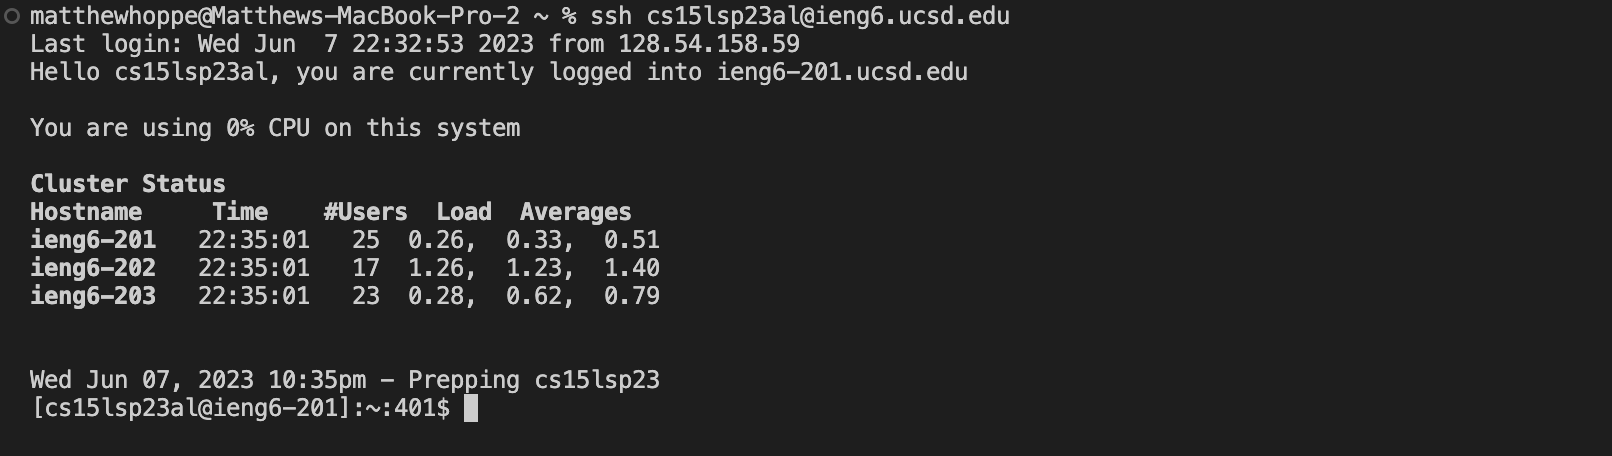 matthewhoppe@Matthews-MacBook-Pro-2 ~ % ssh cs15lsp23al@ieng6.ucsd.edu
Last login: Wed Jun  7 22:32:53 2023 from 128.54.158.59
Hello cs15lsp23al, you are currently logged into ieng6-201.ucsd.edu
You are using 0% CPU on this system
Cluster Status
Hostname     Time    #Users  Load  Averages
ieng6-201   22:35:01   25  0.26,  0.33,  0.51
ieng6-202   22:35:01   17  1.26,  1.23,  1.40
ieng6-203   22:35:01   23  0.28,  0.62,  0.79
Wed Jun 07, 2023 10:35pm - Prepping cs15lsp23
[cs15lsp23al@ieng6-201]:~:401$